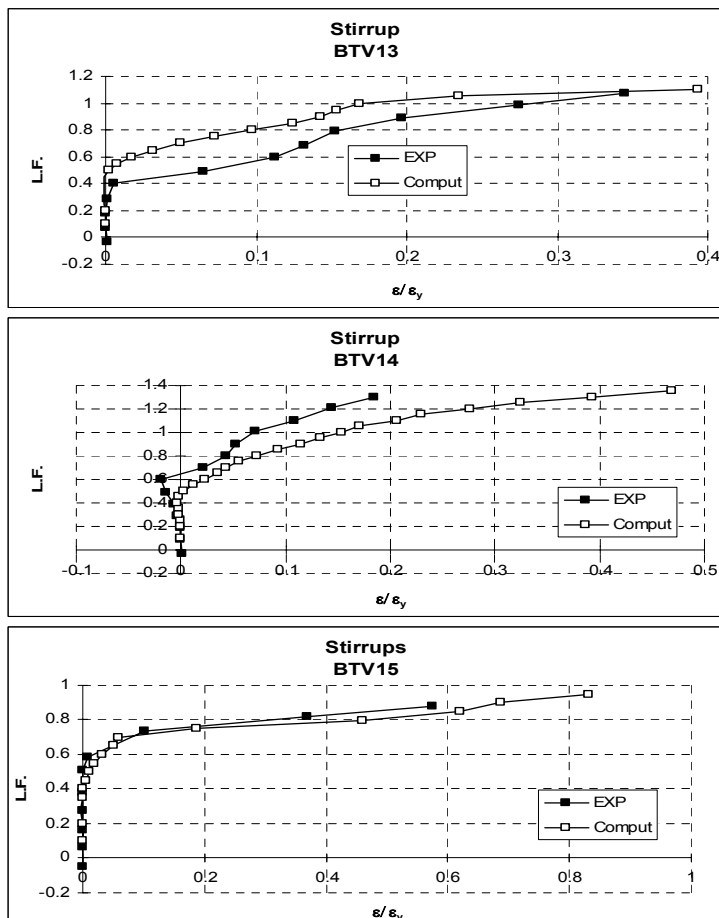 Stirrup
BTV13
1.2
1
0.8
0.6
0.4
0.2
0
-0.2
L.F.
EXP
Comput
0 0.1 0.2 0.3 0.4
ε/εy
Stirrup
BTV14
1.4
1.2
1
0.8
0.6
0.4
0.2
0
-0.2
L.F.
EXP
Comput
-0.1 0 0.1 0.2 0.3 0.4 0.5
ε/εy
Stirrups
BTV15
1
0.8
0.6
0.4
0.2
0
-0.2
L.F.
EXP
Comput
0 0.2 0.4 0.6 0.8 1
ε/εy